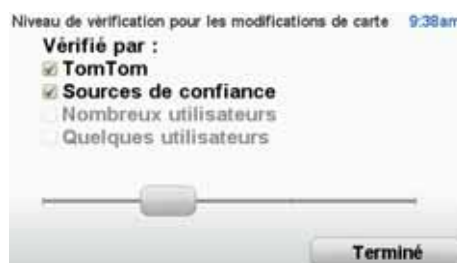 Niveau de vérification pour les modifications de carte 9:38am
Vérifié par :
TomTom
Sources de confiance
Nombreux utilisateurs
Quelques utilisateurs
Terminé